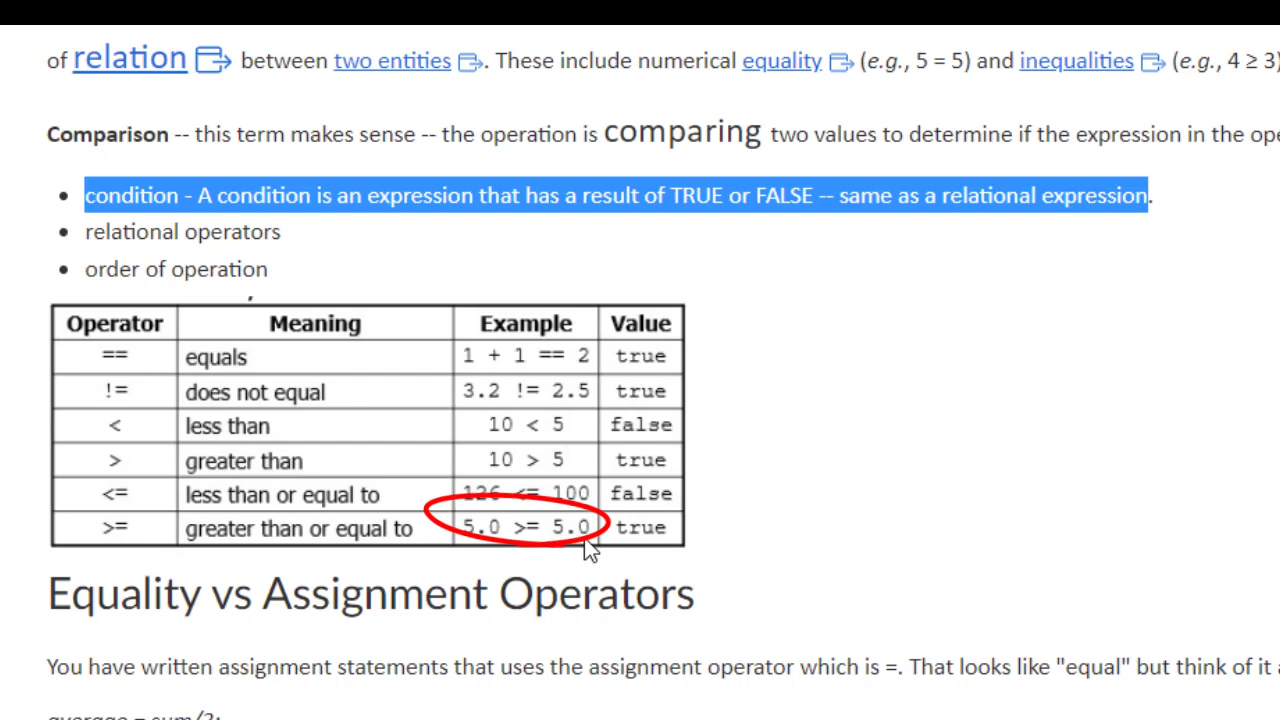 of relation between two entities. These include numerical equality (e.g., 5 = 5) and inequalities (e.g., 4 ≥ 3)
Comparison -- this term makes sense -- the operation is comparing two values to determine if the expression in the ope
• condition - A condition is an expression that has a result of TRUE or FALSE -- same as a relational expression.
• relational operators
• order of operation
Operator Meaning Example Value
== equals 1 + 1 == 2 true
!= does not equal 3.2 != 2.5 true
< less than 10 < 5 false
> greater than 10 > 5 true
<= less than or equal to 126 <= 100 false
>= greater than or equal to 5.0 >= 5.0 true
Equality vs Assignment Operators
You have written assignment statements that uses the assignment operator which is =. That looks like "equal" but think of it a
average = sum/2;